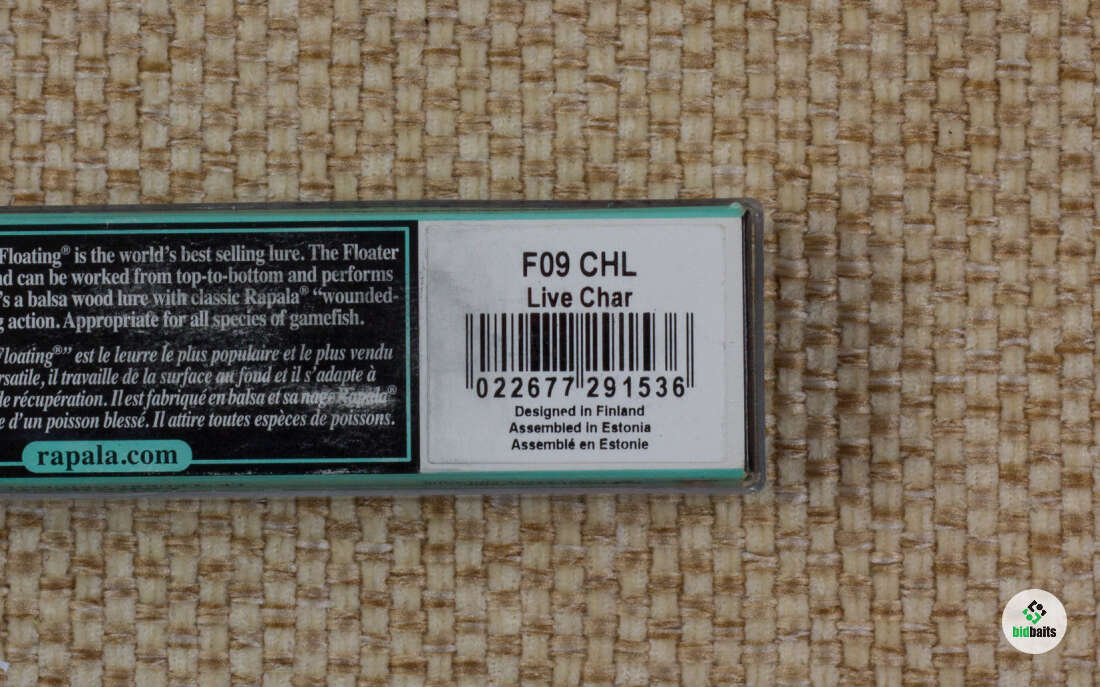 Floating® is the world's best selling lure. The Floater
nd can be worked from top-to-bottom and performs
's a balsa wood lure with classic Rapala® "wounded-
g action. Appropriate for all species of gamefish.
Floating®" est le leurre le plus populaire et le plus vendu
rsatile, il travaille de la surface au fond et il s'adapte à
le récupération. Il est fabriqué en balsa et sa nage Rapala®
e d'un poisson blessé. Il attire toutes espèces de poissons.
rapala.com
F09 CHL
Live Char
022677 291536
Designed in Finland
Assembled in Estonia
Assemblé en Estonie
bidbaits